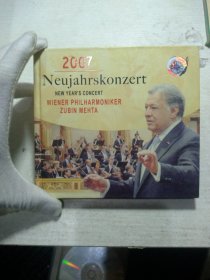 2007
Neujahrskonzert
NEW YEAR'S CONCERT
WIENER PHILHARMONIKER
ZUBIN MEHTA